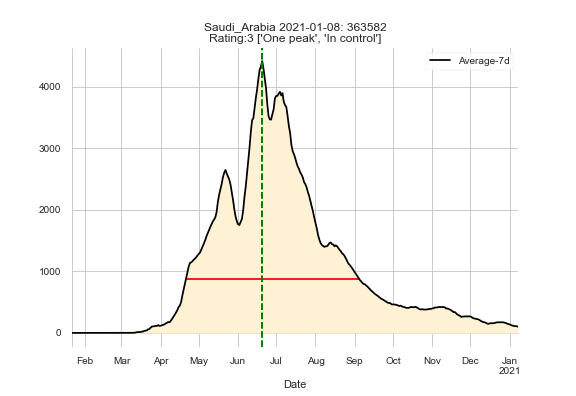 Saudi_Arabia 2021-01-08: 363582
Rating:3 ['One peak', 'In control']
Average-7d
4000
3000
2000
1000
0
Feb Mar Apr May Jun Jul Aug Sep Oct Nov Dec Jan
2021
Date